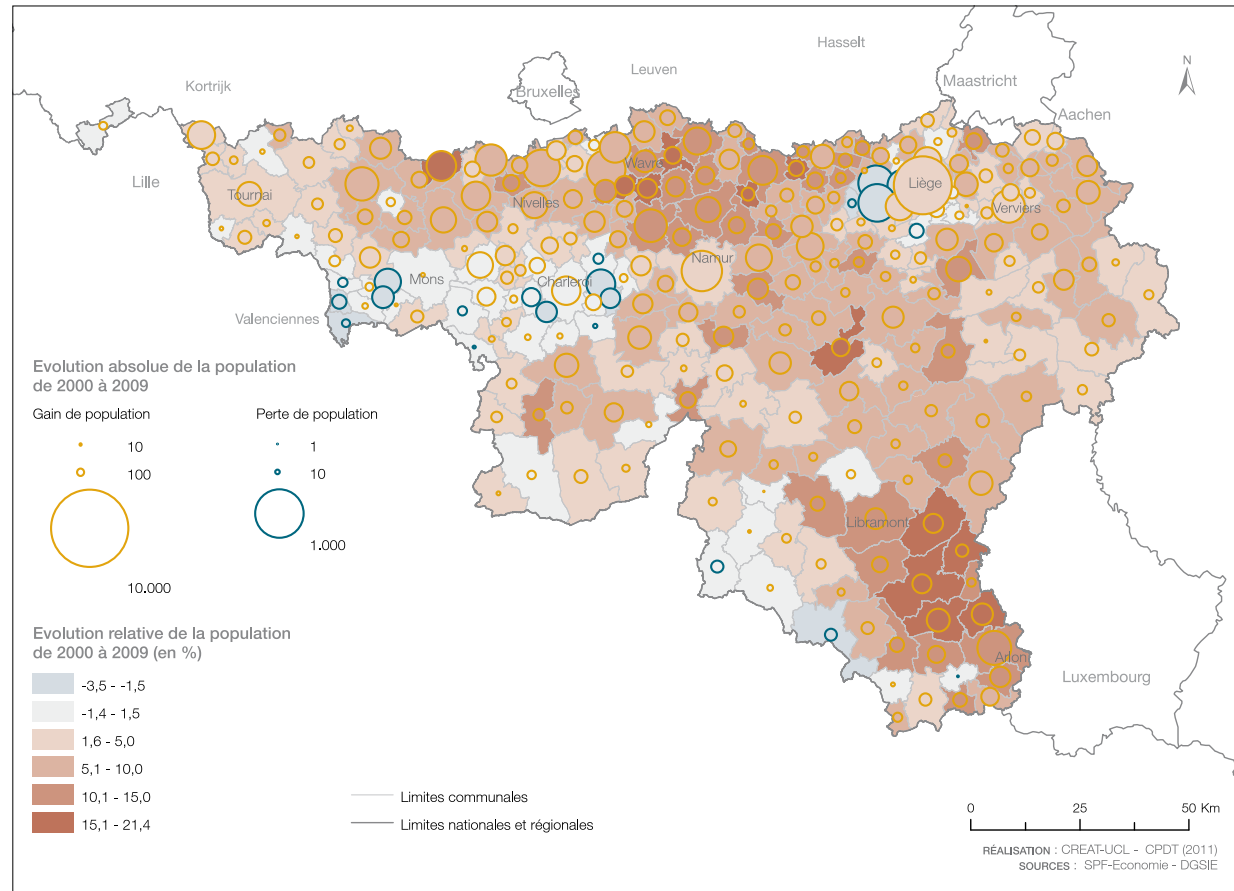 Hasselt
N
Leuven
Maastricht
Kortrijk
Bruxelles
Aachen
Lille
Wavre
Liège
Tournai
Nivelles
Verviers
Namur
Mons
Charleroi
Valenciennes
Libramont
Arlon
Luxembourg
Evolution absolue de la population
de 2000 à 2009
Gain de population
Perte de population
10
1
100
10
1.000
10.000
Evolution relative de la population
de 2000 à 2009 (en %)
-3,5 - -1,5
-1,4 - 1,5
1,6 - 5,0
5,1 - 10,0
10,1 - 15,0
15,1 - 21,4
Limites communales
Limites nationales et régionales
0 25 50 Km
RÉALISATION : CREAT-UCL - CPDT (2011)
SOURCES : SPF-Economie - DGSIE